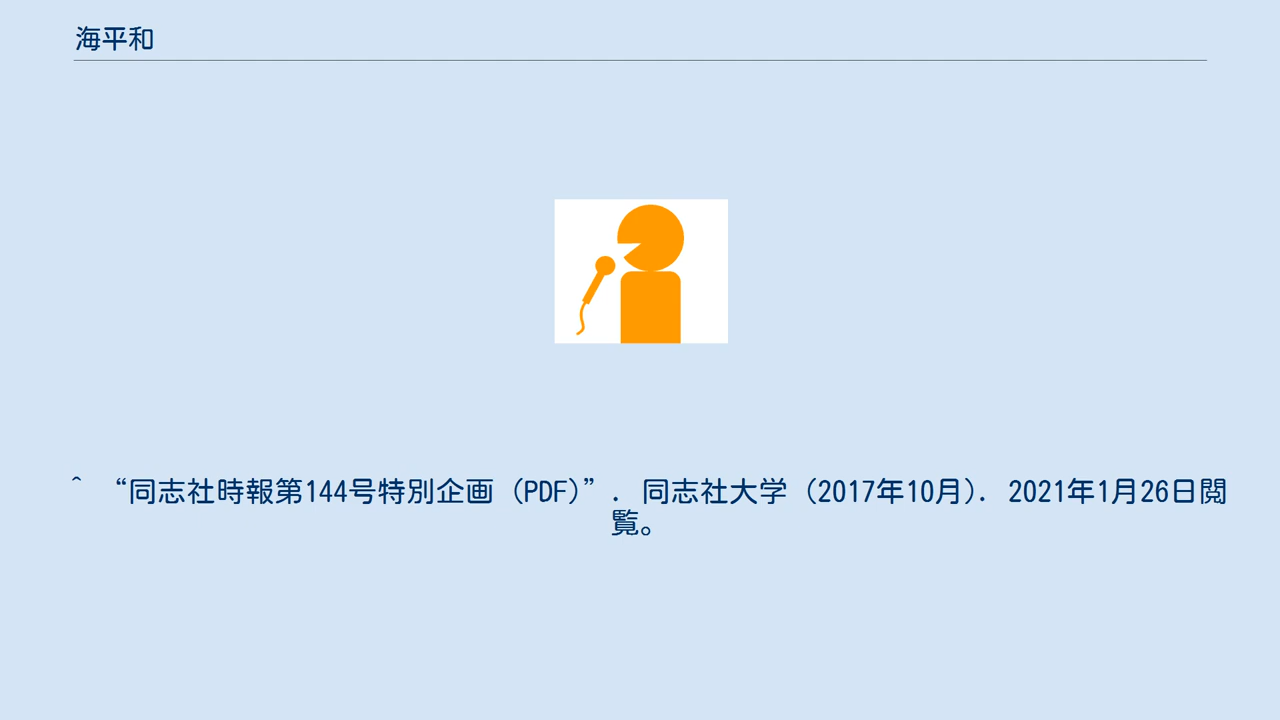 海平和
^ “同志社時報第144号特別企画 (PDF)”. 同志社大学 (2017年10月). 2021年1月26日閲
覧。